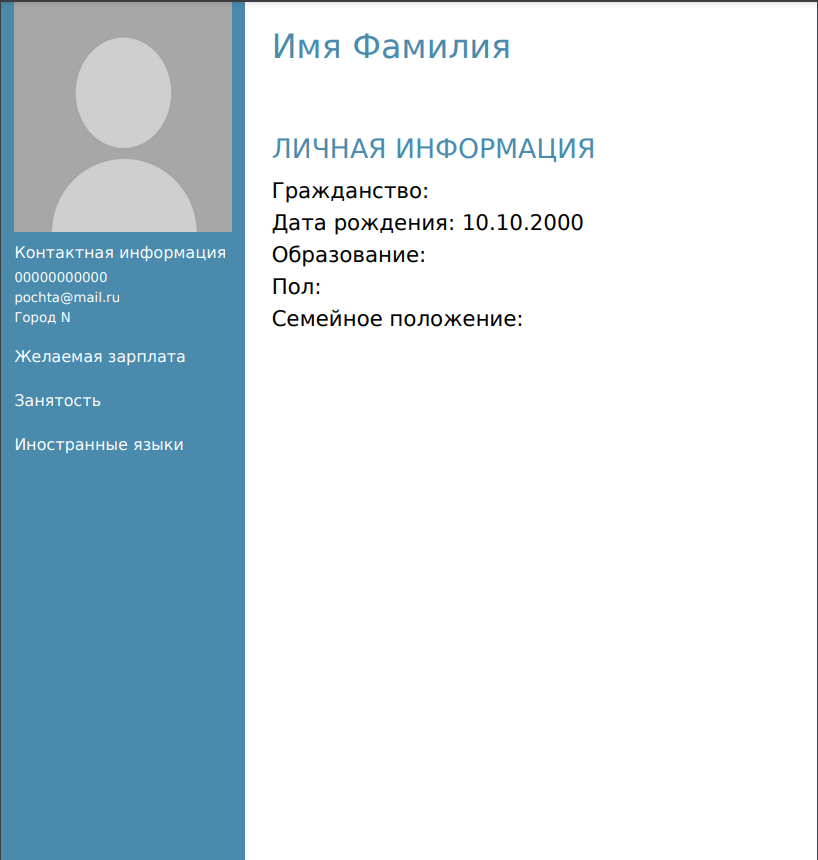 Имя Фамилия
ЛИЧНАЯ ИНФОРМАЦИЯ
Гражданство:
Дата рождения: 10.10.2000
Образование:
Пол:
Семейное положение:
Контактная информация
00000000000
pochta@mail.ru
Город N
Желаемая зарплата
Занятость
Иностранные языки